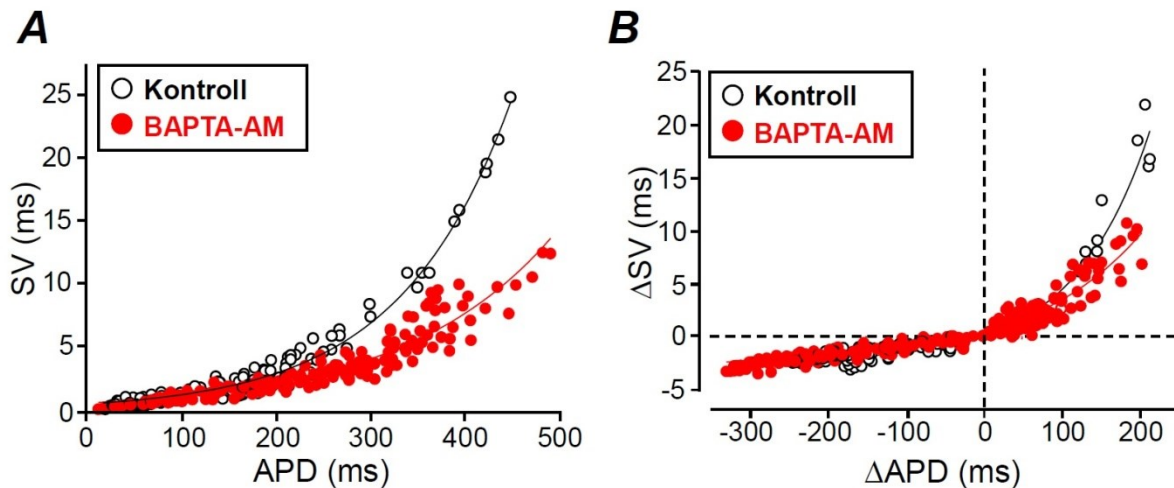 A
SV (ms)
25
20
15
10
5
0
Kontroll
BAPTA-AM
0 100 200 300 400 500
APD (ms)
B
ΔSV (ms)
25
20
15
10
5
0
-5
Kontroll
BAPTA-AM
-300 -200 -100 0 100 200
ΔAPD (ms)